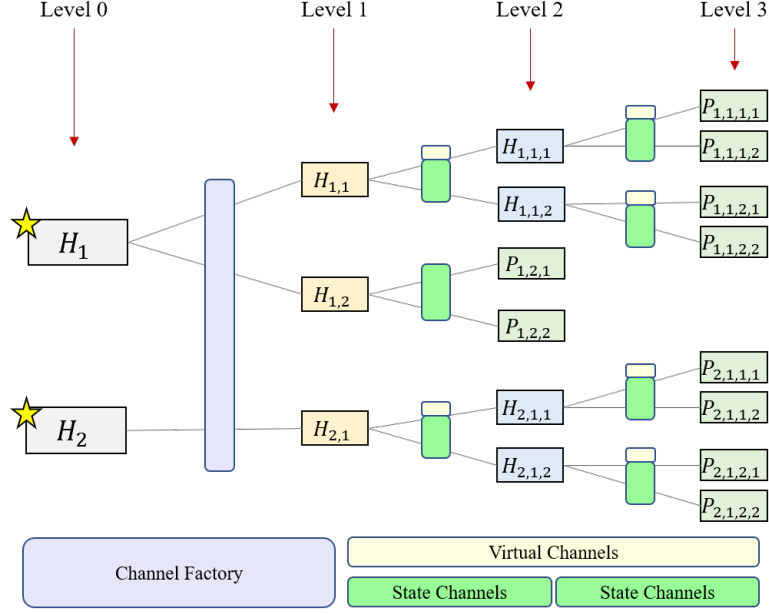 Level 0 Level 1 Level 2 Level 3
P1,1,1,1
H1,1,1 P1,1,1,2
H1,1
H1,1,2 P1,1,2,1
H1 P1,1,2,2
P1,2,1
H1,2
P1,2,2
P2,1,1,1
H2,1,1 P2,1,1,2
H2 H2,1
H2,1,2 P2,1,2,1
P2,1,2,2
Virtual Channels
Channel Factory
State Channels State Channels